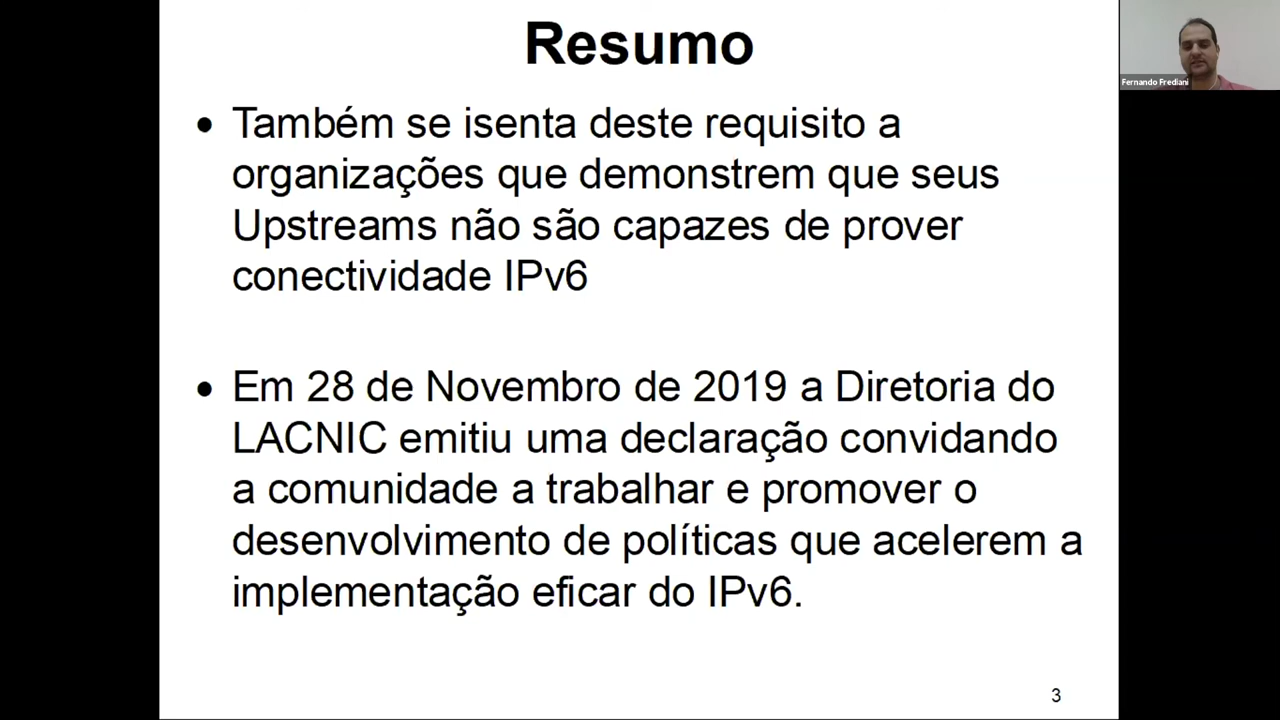 Resumo
• Também se isenta deste requisito a
organizações que demonstrem que seus
Upstreams não são capazes de prover
conectividade IPv6
• Em 28 de Novembro de 2019 a Diretoria do
LACNIC emitiu uma declaração convidando
a comunidade a trabalhar e promover o
desenvolvimento de políticas que acelerem a
implementação eficar do IPv6.
3
Fernando Frediani